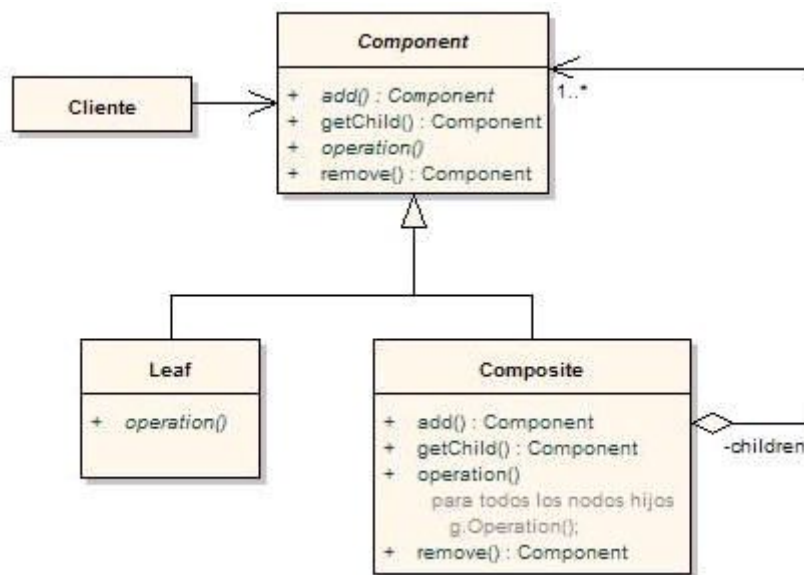 Component
+ add() : Component
+ getChild() : Component
+ operation()
+ remove() : Component
Cliente
1..*
Leaf
+ operation()
Composite
+ add() : Component
+ getChild() : Component
+ operation()
para todos los nodos hijos
g.Operation();
+ remove() : Component
-children